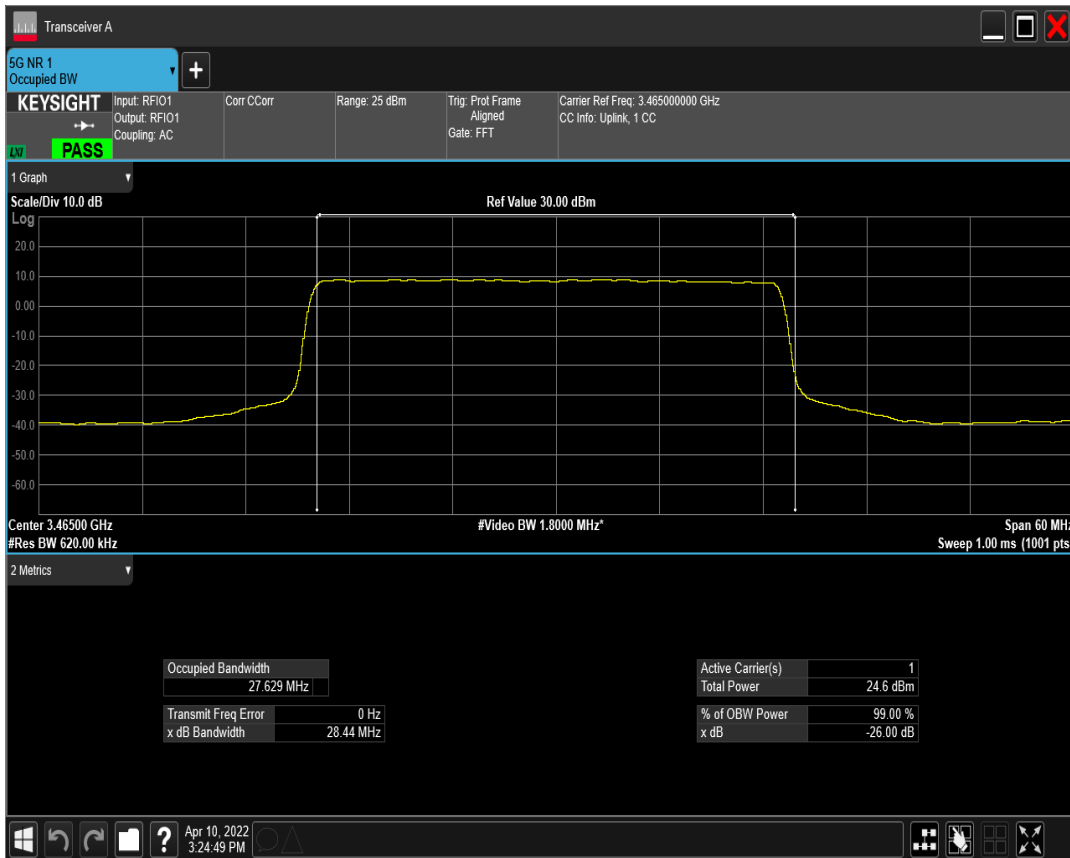 Transceiver A
5G NR 1
Occupied BW
KEYSIGHT
LXI
PASS
Input: RFIO1
Output: RFIO1
Coupling: AC
Corr CCorr
Range: 25 dBm
Trig: Prot Frame
Aligned
Gate: FFT
Carrier Ref Freq: 3.465000000 GHz
CC Info: Uplink, 1 CC
1 Graph
Scale/Div 10.0 dB
Ref Value 30.00 dBm
Log
20.0
10.0
0.00
-10.0
-20.0
-30.0
-40.0
-50.0
-60.0
Center 3.46500 GHz
#Video BW 1.8000 MHz*
Span 60 MHz
#Res BW 620.00 kHz
Sweep 1.00 ms (1001 pts
2 Metrics
Occupied Bandwidth
27.629 MHz
Transmit Freq Error 0 Hz
x dB Bandwidth 28.44 MHz
Active Carrier(s) 1
Total Power 24.6 dBm
% of OBW Power 99.00 %
x dB -26.00 dB
?
Apr 10, 2022
3:24:49 PM